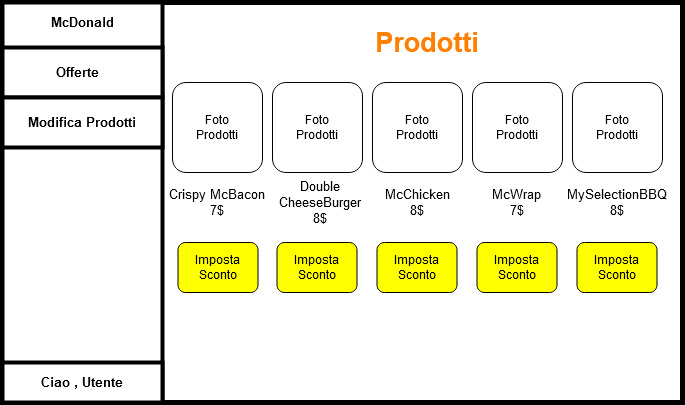 McDonald
Offerte
Modifica Prodotti
Ciao , Utente
Prodotti
Foto
Prodotti
Foto
Prodotti
Foto
Prodotti
Foto
Prodotti
Foto
Prodotti
Crispy McBacon
7$
Double
CheeseBurger
8$
McChicken
8$
McWrap
7$
MySelectionBBQ
8$
Imposta
Sconto
Imposta
Sconto
Imposta
Sconto
Imposta
Sconto
Imposta
Sconto